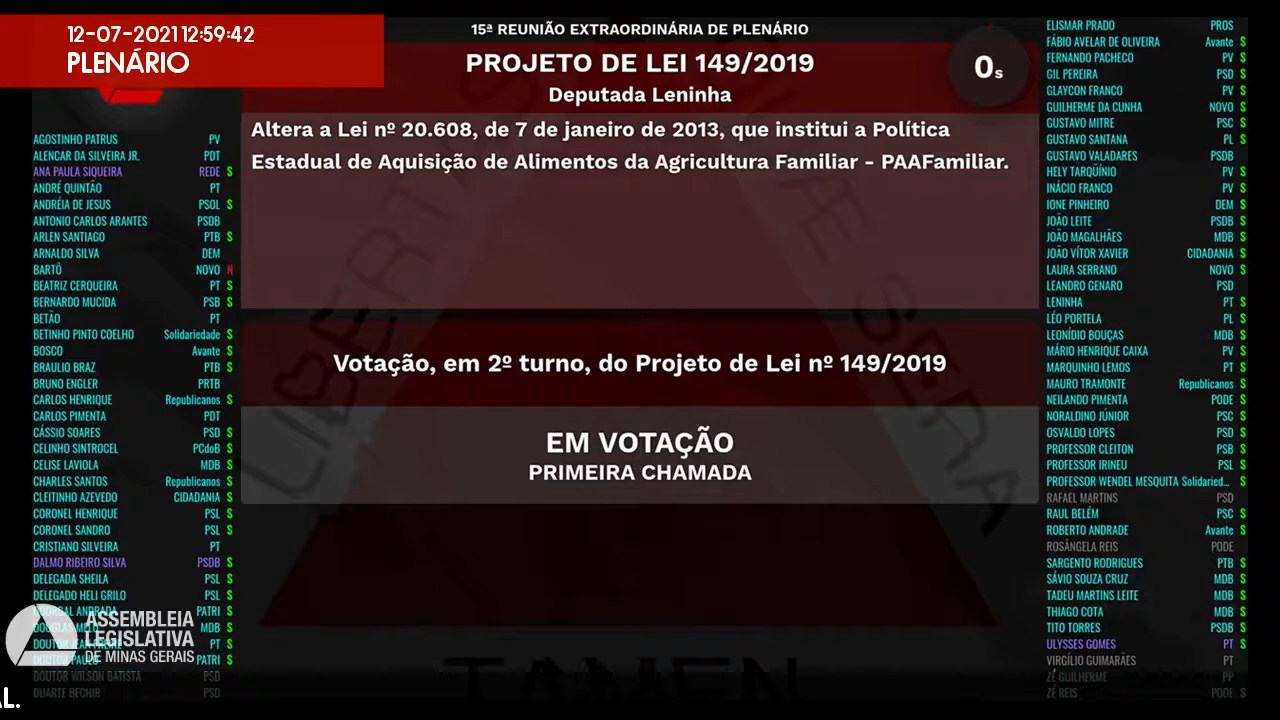 12-07-2021 12:59:42
PLENÁRIO
15ª REUNIÃO EXTRAORDINÁRIA DE PLENÁRIO
PROJETO DE LEI 149/2019
Deputada Leninha
0s
Altera a Lei nº 20.608, de 7 de janeiro de 2013, que institui a Política
Estadual de Aquisição de Alimentos da Agricultura Familiar - PAAFamiliar.
Votação, em 2º turno, do Projeto de Lei nº 149/2019
EM VOTAÇÃO
PRIMEIRA CHAMADA
AGOSTINHO PATRUS PV
ALENCAR DA SILVEIRA JR. PDT
ANA PAULA SIQUEIRA REDE S
ANDRÉ QUINTÃO PT
ANDRÉIA DE JESUS PSOL S
ANTONIO CARLOS ARANTES PSDB
ARLEN SANTIAGO PTB S
ARNALDO SILVA DEM
BARTÔ NOVO N
BEATRIZ CERQUEIRA PT S
BERNARDO MUCIDA PSB S
BETÃO PT
BETINHO PINTO COELHO Solidariedade S
BOSCO Avante S
BRAULIO BRAZ PTB S
BRUNO ENGLER PRTB
CARLOS HENRIQUE Republicanos S
CARLOS PIMENTA PDT
CÁSSIO SOARES PSD S
CELINHO SINTROCEL PCdoB S
CELISE LAVIOLA MDB S
CHARLES SANTOS Republicanos S
CLEITINHO AZEVEDO CIDADANIA S
CORONEL HENRIQUE PSL S
CORONEL SANDRO PSL S
CRISTIANO SILVEIRA PT
DALMO RIBEIRO SILVA PSDB S
DELEGADA SHEILA PSL S
DELEGADO HELI GRILO PSL S
ANDRADA PATRI S
DOUGLAS MELO MDB S
DOUTOR JEAN FREIRE PT S
DOUTOR PAULO PATRI S
DOUTOR WILSON BATISTA PSD
DUARTE BECHIR PSD
ASSEMBLEIA
LEGISLATIVA
DE MINAS GERAIS
AL.
ELISMAR PRADO PROS
FÁBIO AVELAR DE OLIVEIRA Avante S
FERNANDO PACHECO PV S
GIL PEREIRA PSD S
GLAYCON FRANCO PV S
GUILHERME DA CUNHA NOVO S
GUSTAVO MITRE PSC S
GUSTAVO SANTANA PL S
GUSTAVO VALADARES PSDB
HELY TARQÜÍNIO PV S
INÁCIO FRANCO PV S
IONE PINHEIRO DEM S
JOÃO LEITE PSDB S
JOÃO MAGALHÃES MDB S
JOÃO VÍTOR XAVIER CIDADANIA S
LAURA SERRANO NOVO S
LEANDRO GENARO PSD
LENINHA PT S
LÉO PORTELA PL S
LEONÍDIO BOUÇAS MDB S
MÁRIO HENRIQUE CAIXA PV S
MARQUINHO LEMOS PT S
MAURO TRAMONTE Republicanos S
NEILANDO PIMENTA PODE S
NORALDINO JÚNIOR PSC S
OSVALDO LOPES PSD S
PROFESSOR CLEITON PSB S
PROFESSOR IRINEU PSL S
PROFESSOR WENDEL MESQUITA Solidaried... S
RAFAEL MARTINS PSD
RAUL BELÉM PSC S
ROBERTO ANDRADE Avante S
ROSÂNGELA REIS PODE
SARGENTO RODRIGUES PTB S
SÁVIO SOUZA CRUZ MDB S
TADEU MARTINS LEITE MDB S
THIAGO COTA MDB S
TITO TORRES PSDB S
ULYSSES GOMES PT S
VIRGÍLIO GUIMARÃES PT
ZÉ GUILHERME PP
ZÉ REIS PODE S